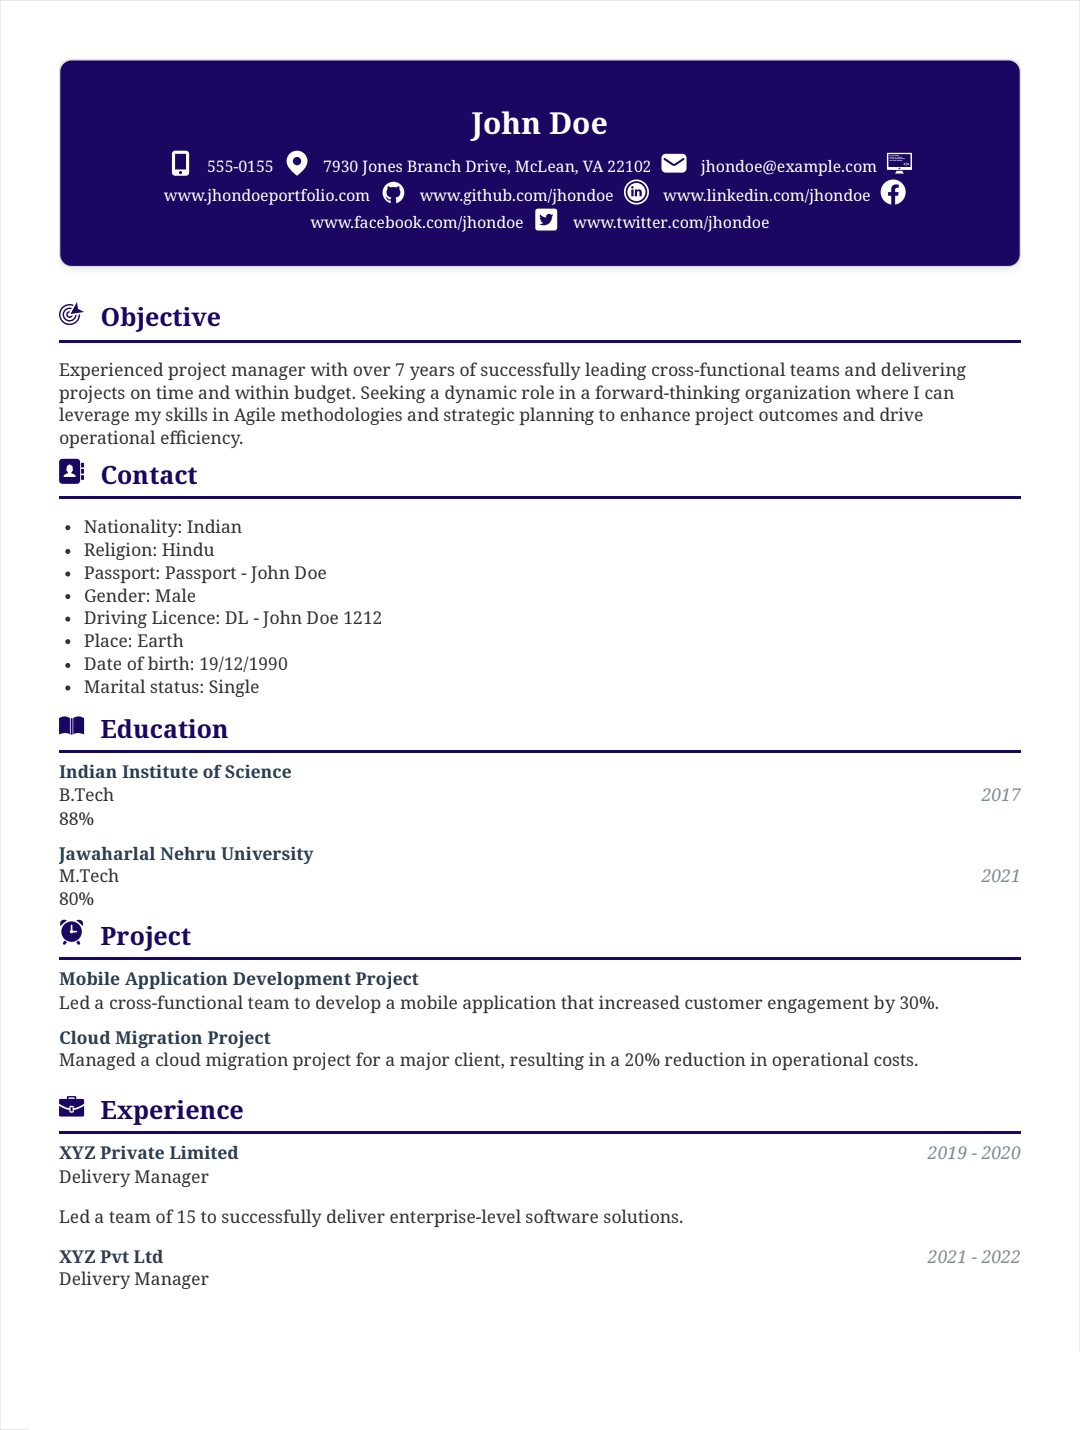 John Doe
555-0155 7930 Jones Branch Drive, McLean, VA 22102 jhondoe@example.com
www.jhondoeportfolio.com www.github.com/jhondoe www.linkedin.com/jhondoe
www.facebook.com/jhondoe www.twitter.com/jhondoe
Objective
Experienced project manager with over 7 years of successfully leading cross-functional teams and delivering
projects on time and within budget. Seeking a dynamic role in a forward-thinking organization where I can
leverage my skills in Agile methodologies and strategic planning to enhance project outcomes and drive
operational efficiency.
Contact
• Nationality: Indian
• Religion: Hindu
• Passport: Passport - John Doe
• Gender: Male
• Driving Licence: DL - John Doe 1212
• Place: Earth
• Date of birth: 19/12/1990
• Marital status: Single
Education
Indian Institute of Science
B.Tech 2017
88%
Jawaharlal Nehru University
M.Tech 2021
80%
Project
Mobile Application Development Project
Led a cross-functional team to develop a mobile application that increased customer engagement by 30%.
Cloud Migration Project
Managed a cloud migration project for a major client, resulting in a 20% reduction in operational costs.
Experience
XYZ Private Limited 2019 - 2020
Delivery Manager
Led a team of 15 to successfully deliver enterprise-level software solutions.
XYZ Pvt Ltd 2021 - 2022
Delivery Manager